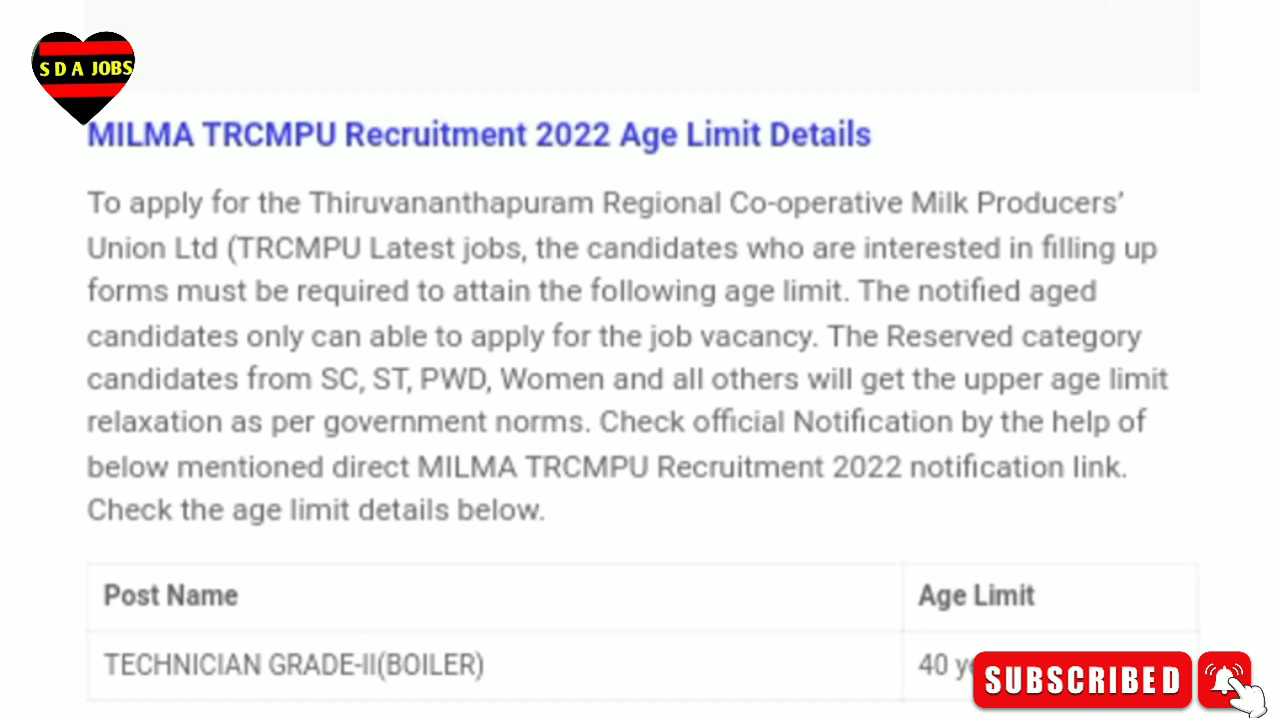 S D A JOBS
MILMA TRCMPU Recruitment 2022 Age Limit Details
To apply for the Thiruvananthapuram Regional Co-operative Milk Producers’
Union Ltd (TRCMPU Latest jobs, the candidates who are interested in filling up
forms must be required to attain the following age limit. The notified aged
candidates only can able to apply for the job vacancy. The Reserved category
candidates from SC, ST, PWD, Women and all others will get the upper age limit
relaxation as per government norms. Check official Notification by the help of
below mentioned direct MILMA TRCMPU Recruitment 2022 notification link.
Check the age limit details below.
Post Name Age Limit
TECHNICIAN GRADE-II(BOILER) 40
SUBSCRIBED